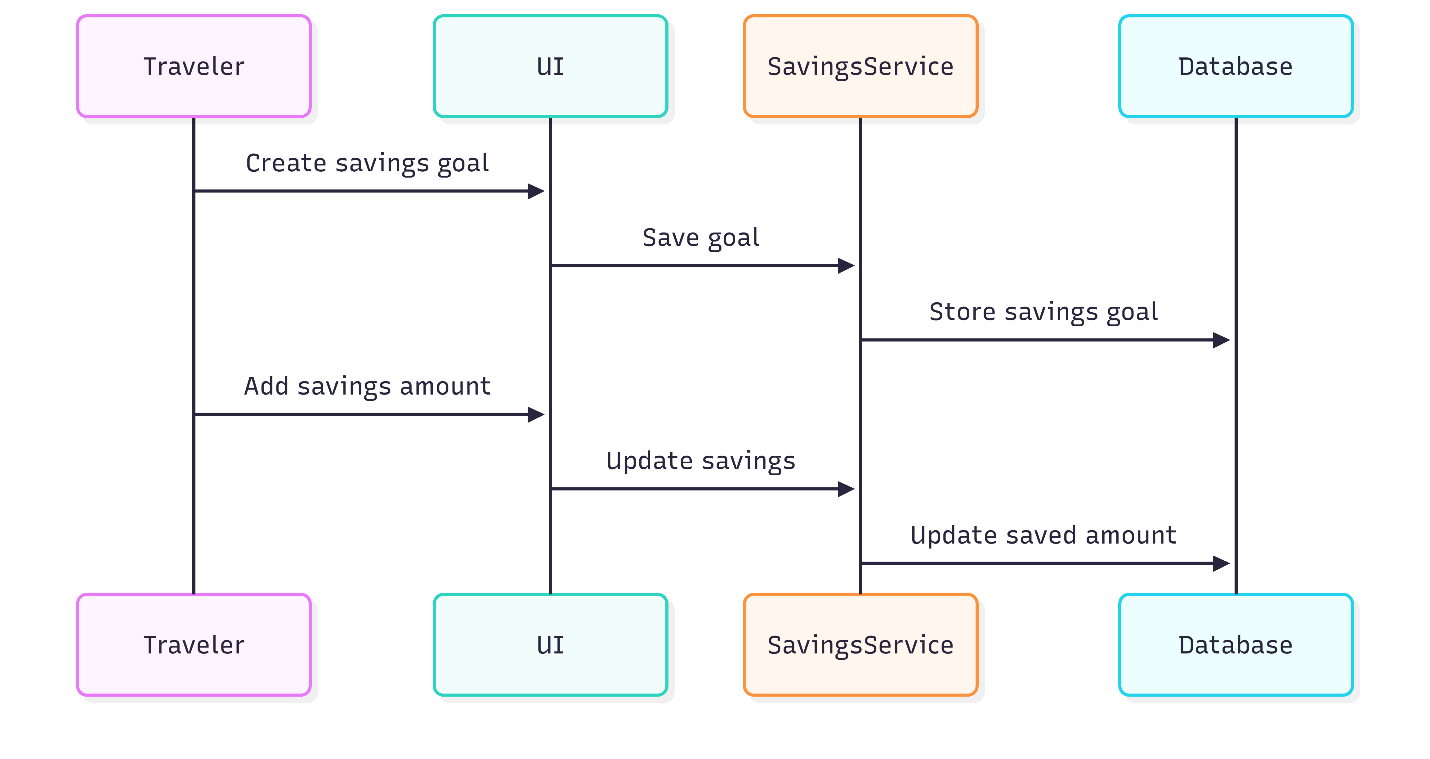 Traveler
UI
SavingsService
Database
Create savings goal
Save goal
Store savings goal
Add savings amount
Update savings
Update saved amount
Traveler
UI
SavingsService
Database